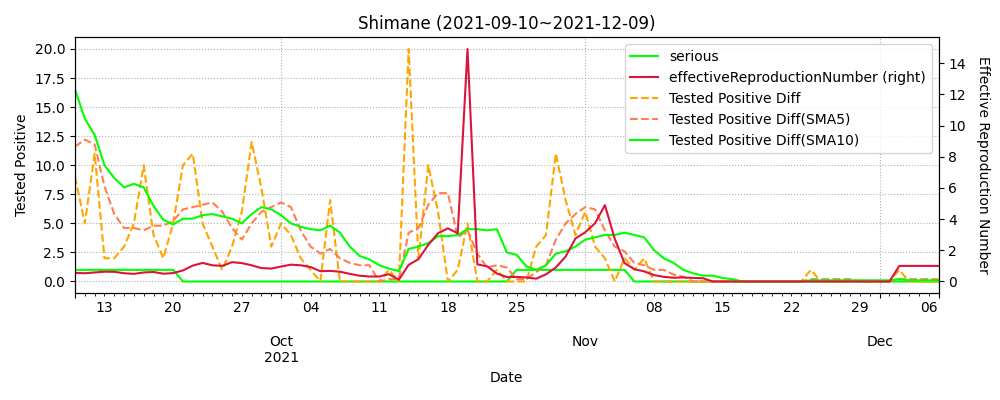 Shimane (2021-09-10~2021-12-09)
20.0
17.5
15.0
12.5
10.0
7.5
5.0
2.5
0.0
Tested Positive
serious
effectiveReproductionNumber (right)
Tested Positive Diff
Tested Positive Diff(SMA5)
Tested Positive Diff(SMA10)
14
12
10
8
6
4
2
0
Effective Reproduction Number
13 20 27 04 11 18 25 08 15 22 29 06
Oct Nov Dec
2021
Date